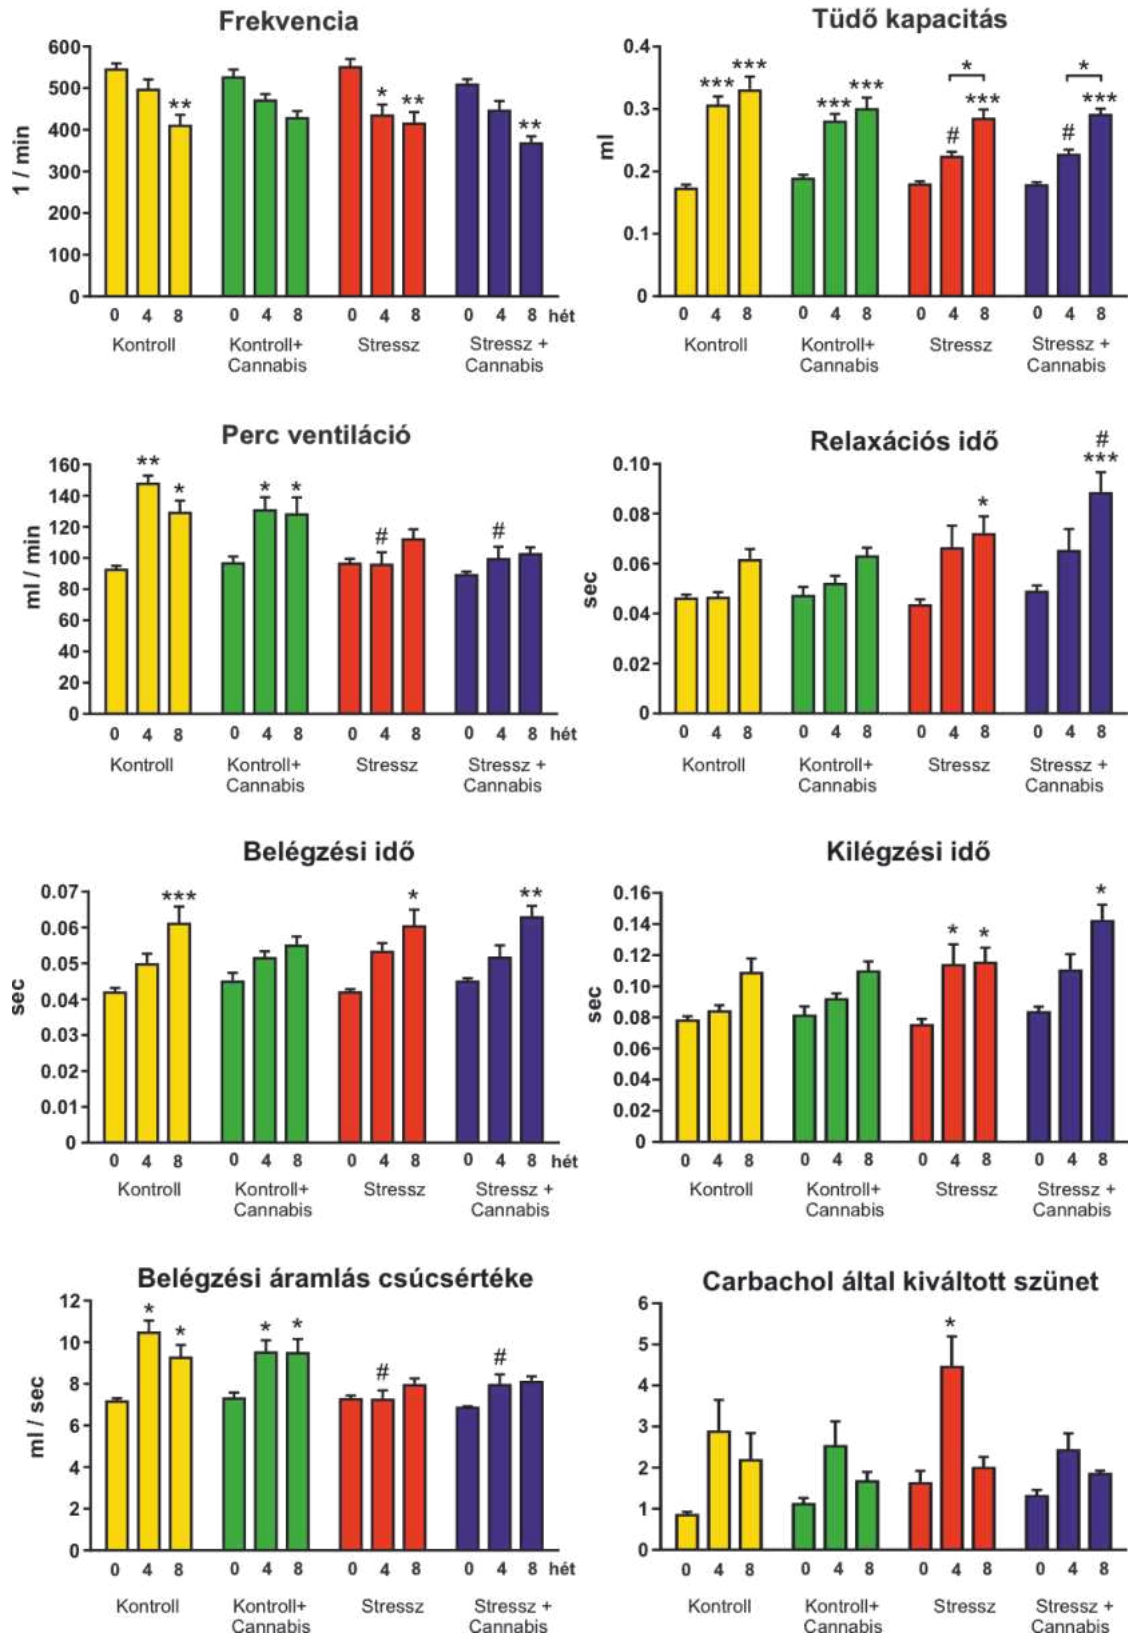 Frekvencia
600
500
400
300
200
100
0
1 / min
**
* **
**
0 4 8 0 4 8 0 4 8 0 4 8 hét
Kontroll Kontroll+ Stressz Stressz +
Cannabis Cannabis
Tüdő kapacitás
0.4
0.3
0.2
0.1
0
ml
*** ***
*** ***
*
# ***
*
# ***
0 4 8 0 4 8 0 4 8 0 4 8
Kontroll Kontroll+ Stressz Stressz +
Cannabis Cannabis
Perc ventiláció
160
140
120
100
80
60
40
20
0
ml / min
** *
* *
#
#
0 4 8 0 4 8 0 4 8 0 4 8 hét
Kontroll Kontroll+ Stressz Stressz +
Cannabis Cannabis
Relaxációs idő
0.10
0.08
0.06
0.04
0.02
0
sec
*
#
***
0 4 8 0 4 8 0 4 8 0 4 8
Kontroll Kontroll+ Stressz Stressz +
Cannabis Cannabis
Belégzési idő
0.07
0.06
0.05
0.04
0.03
0.02
0.01
0
sec
***
*
**
0 4 8 0 4 8 0 4 8 0 4 8 hét
Kontroll Kontroll+ Stressz Stressz +
Cannabis Cannabis
Kilégzési idő
0.16
0.14
0.12
0.10
0.08
0.06
0.04
0.02
0
sec
* *
*
0 4 8 0 4 8 0 4 8 0 4 8
Kontroll Kontroll+ Stressz Stressz +
Cannabis Cannabis
Belégzési áramlás csúcsértéke
12
10
8
6
4
2
0
ml / sec
* *
* *
#
#
0 4 8 0 4 8 0 4 8 0 4 8 hét
Kontroll Kontroll+ Stressz Stressz +
Cannabis Cannabis
Carbachol által kiváltott szünet
6
5
4
3
2
1
0
*
0 4 8 0 4 8 0 4 8 0 4 8
Kontroll Kontroll+ Stressz Stressz +
Cannabis Cannabis